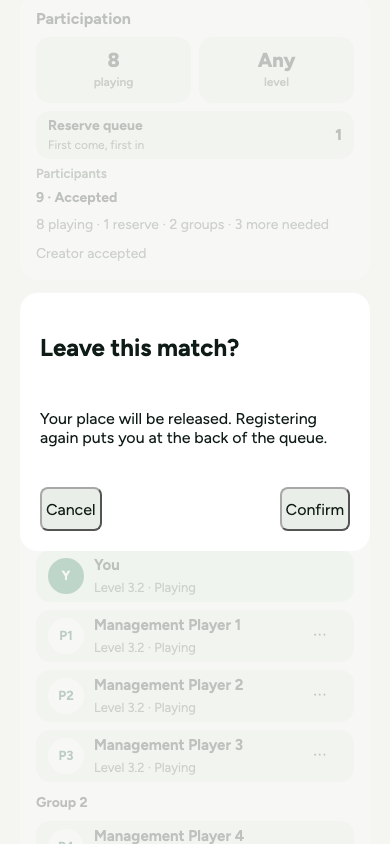 Participation
8
playing
Any
level
Reserve queue
First come, first in
1
Participants
9 · Accepted
8 playing · 1 reserve · 2 groups · 3 more needed
Creator accepted
Leave this match?
Your place will be released. Registering
again puts you at the back of the queue.
Cancel
Confirm
Y
You
Level 3.2 · Playing
P1
Management Player 1
Level 3.2 · Playing
...
P2
Management Player 2
Level 3.2 · Playing
...
P3
Management Player 3
Level 3.2 · Playing
...
Group 2
Management Player 4